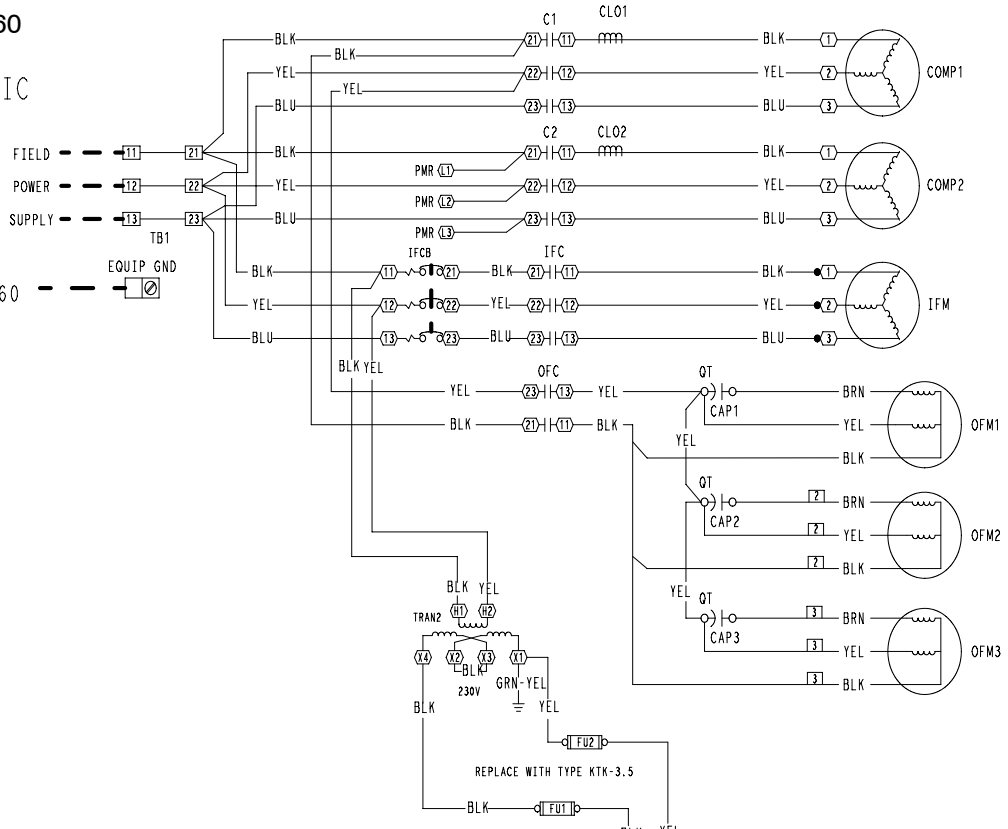 60
IC
C1 CLO1
BLK 21 11 BLK 1
BLK
YEL 22 12 YEL 2 COMP1
YEL
BLU 23 13 BLU 3
C2 CLO2
FIELD 11 21 BLK 21 11 BLK 1
PMR L1
POWER 12 22 YEL 22 12 YEL 2 COMP2
PMR L2
SUPPLY 13 23 BLU 23 13 BLU 3
PMR L3
TB1
IFCB IFC
EQUIP GND
BLK 11 21 BLK 21 11 BLK 1
60
YEL 12 22 YEL 22 12 YEL 2 IFM
BLU 13 23 BLU 23 13 BLU 3
BLK YEL
OFC QT
YEL 23 13 YEL BRN
CAP1
BLK 21 11 BLK YEL OFM1
YEL
BLK
QT
2 BRN
CAP2
2 YEL OFM2
2 BLK
BLK YEL YEL
QT
H1 H2
TRAN2 3 BRN
CAP3
3 YEL OFM3
X4 X2 X3 X1
BLK
230V GRN-YEL
3 BLK
BLK YEL
FU2
REPLACE WITH TYPE KTK-3.5
BLK FU1
BLK YEL